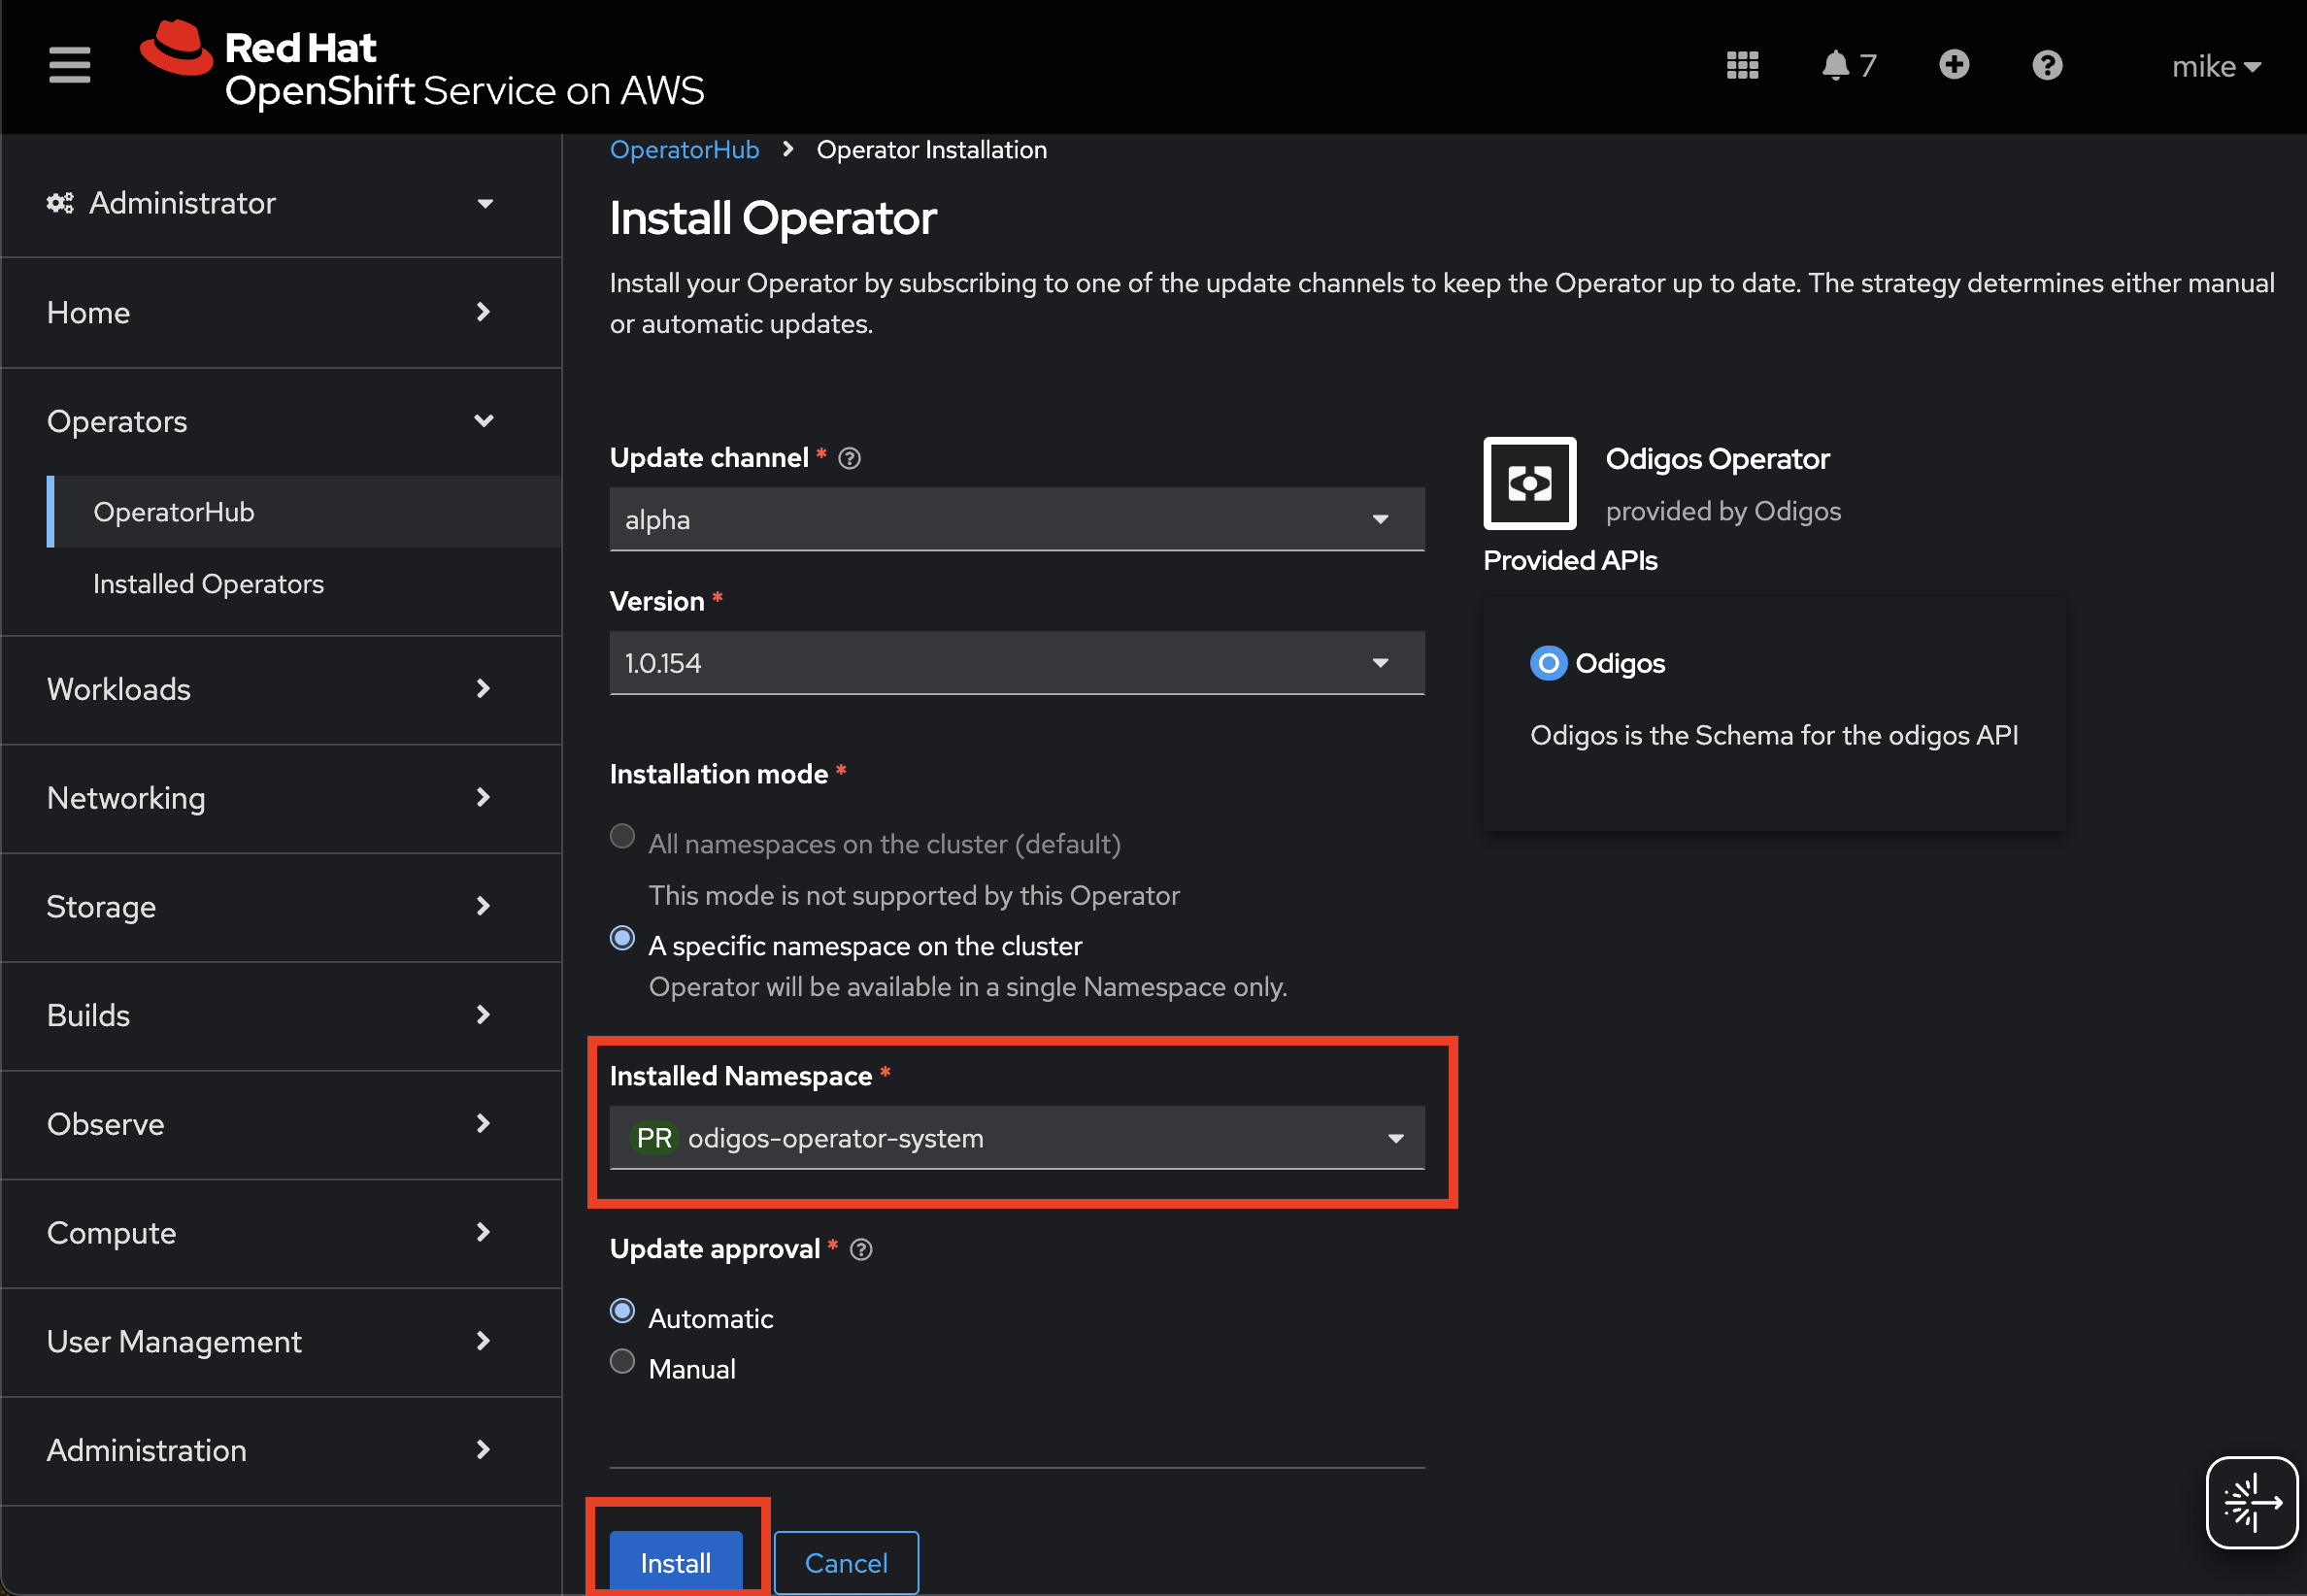 Red Hat
OpenShift Service on AWS
7
mike
Administrator
Home
Operators
OperatorHub
Installed Operators
Workloads
Networking
Storage
Builds
Observe
Compute
User Management
Administration
OperatorHub > Operator Installation
Install Operator
Install your Operator by subscribing to one of the update channels to keep the Operator up to date. The strategy determines either manual
or automatic updates.
Update channel *
alpha
Version *
1.0.154
Installation mode *
All namespaces on the cluster (default)
This mode is not supported by this Operator
A specific namespace on the cluster
Operator will be available in a single Namespace only.
Installed Namespace *
PR odigos-operator-system
Update approval *
Automatic
Manual
Install
Cancel
Odigos Operator
provided by Odigos
Provided APIs
O Odigos
Odigos is the Schema for the odigos API